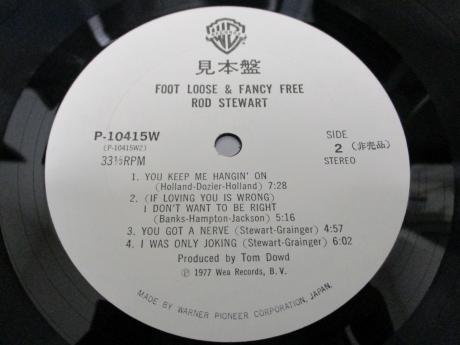 見本盤
FOOT LOOSE & FANCY FREE
ROD STEWART
P-10415W
(P-10415W2)
33⅓RPM
SIDE
2 (非売品)
STEREO
1. YOU KEEP ME HANGIN' ON
(Holland-Dozier-Holland) 7:28
2. (IF LOVING YOU IS WRONG)
I DON'T WANT TO BE RIGHT
(Banks-Hampton-Jackson) 5:16
3. YOU GOT A NERVE (Stewart-Grainger) 4:57
4. I WAS ONLY JOKING (Stewart-Grainger) 6:02
Produced by Tom Dowd
Ⓟ 1977 Wea Records, B. V.
MADE BY WARNER PIONEER CORPORATION, JAPAN.